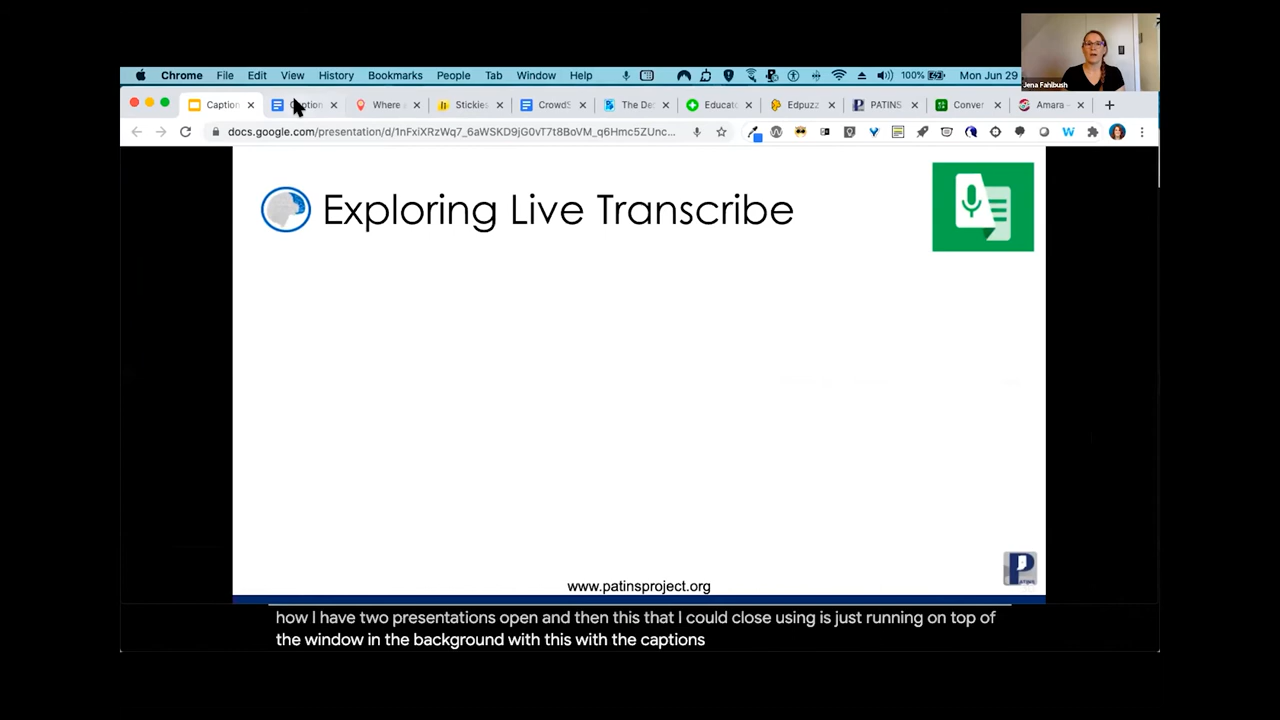 Chrome File Edit View History Bookmarks People Tab Window Help 100% Mon Jun 29
Jena Fahlbush
Caption Caption Where Stickies CrowdS The De Educat Edpuzz PATINS Conver Amara –
docs.google.com/presentation/d/1nFxiXRzWq7_6aWSKD9jG0vT7t8BoVM_q6Hmc5ZUnc...
Exploring Live Transcribe
P
www.patinsproject.org
how I have two presentations open and then this that I could close using is just running on top of
the window in the background with this with the captions